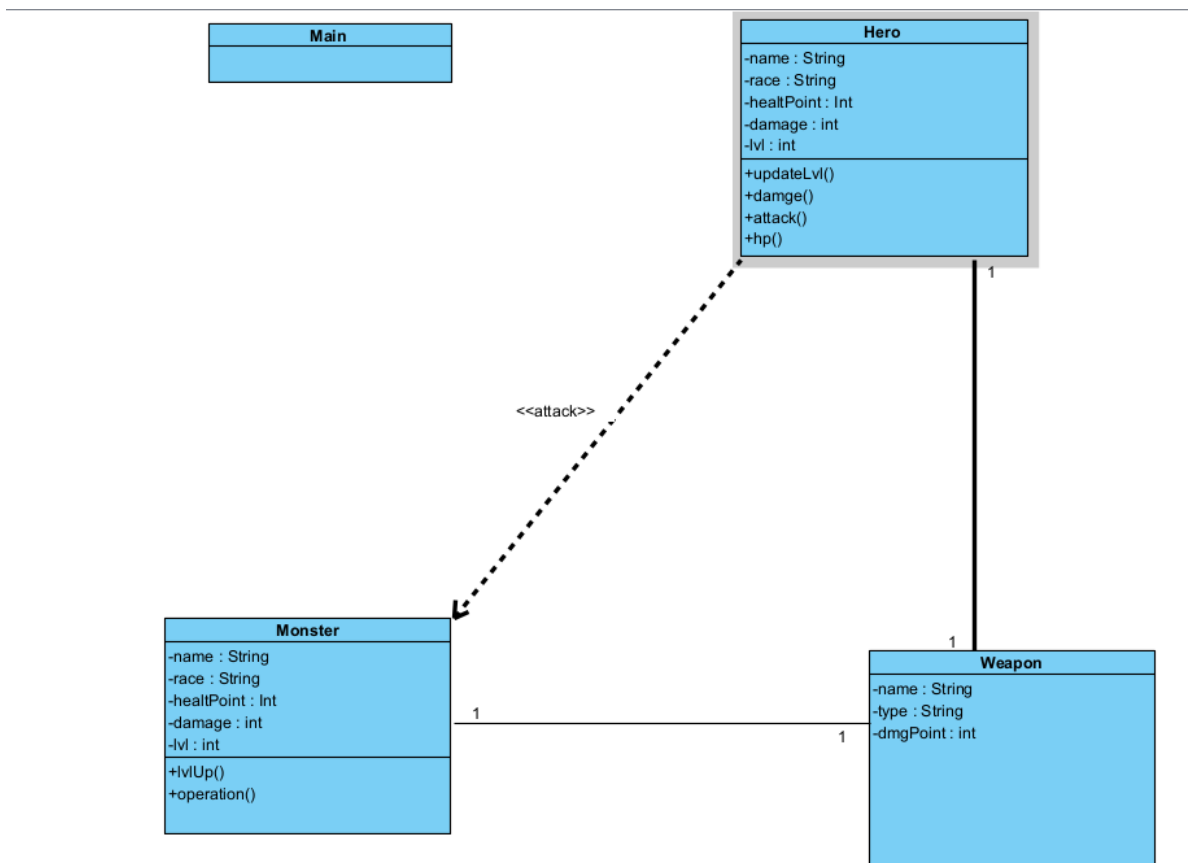 Main
Hero
-name : String
-race : String
-healtPoint : Int
-damage : int
-lvl : int
+updateLvl()
+damge()
+attack()
+hp()
1
<<attack>>
Monster
-name : String
-race : String
-healtPoint : Int
-damage : int
-lvl : int
+lvlUp()
+operation()
1
1
1
Weapon
-name : String
-type : String
-dmgPoint : int